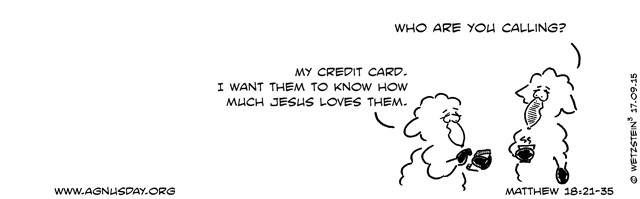 WHO ARE YOU CALLING?
MY CREDIT CARD.
I WANT THEM TO KNOW HOW
MUCH JESUS LOVES THEM.
WWW.AGNUSDAY.ORG
MATTHEW 18:21-35
© WETZSTEIN³ 17.09.15